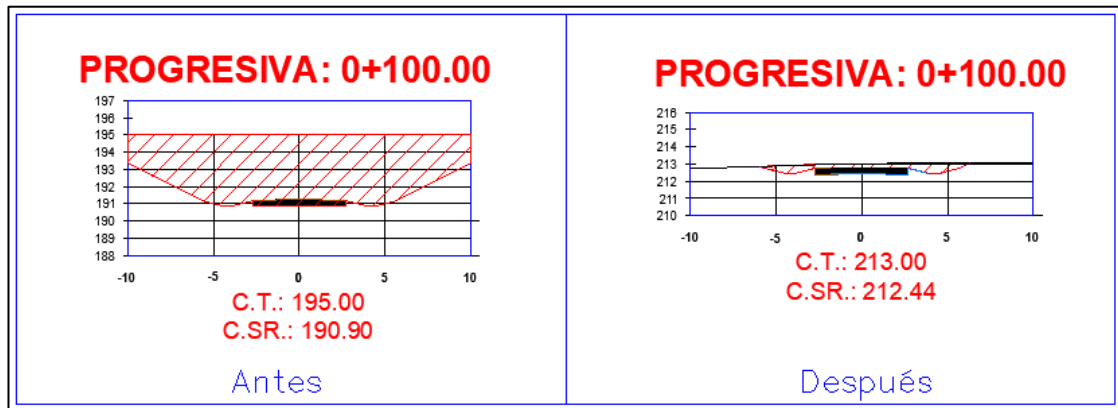 PROGRESIVA: 0+100.00
197
196
195
194
193
192
191
190
189
188
-10 -5 0 5 10
C.T.: 195.00
C.SR.: 190.90
Antes
PROGRESIVA: 0+100.00
216
215
214
213
212
211
210
-10 -5 0 5 10
C.T.: 213.00
C.SR.: 212.44
Después